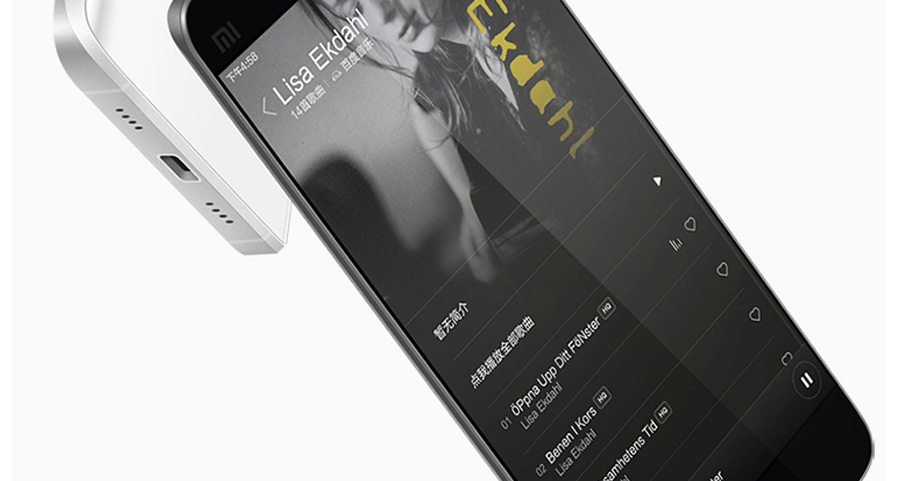 mi
下午4:58
Lisa Ekdahl
14首歌曲 百度音乐
Ekdahl
暂无简介
点我播放全部歌曲
01 ÖPpna Upp Ditt FöNster HQ
Lisa Ekdahl
02 Benen I Kors HQ
Lisa Ekdahl
samhetens Tid HQ